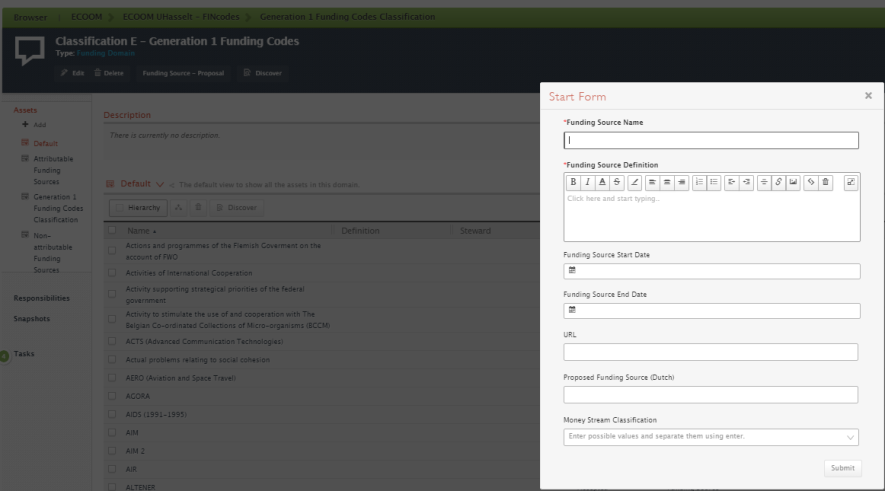 Browser ECOOM ECOOM UHasselt - FINcodes Generation 1 Funding Codes Classification
Classification E – Generation 1 Funding Codes
Type: Funding Domain
Edit Delete Funding Source – Proposal Discover
Start Form
*Funding Source Name
*Funding Source Definition
B I A S
Click here and start typing..
Funding Source Start Date
Funding Source End Date
URL
Proposed Funding Source (Dutch)
Money Stream Classification
Enter possible values and separate them using enter.
Submit
Assets
Add
Default
Attributable
Funding
Sources
Generation 1
Funding Codes
Classification
Non–
attributable
Funding
Sources
Responsibilities
Snapshots
Tasks
Description
There is currently no description
Default The default view to show all the assets in this domain.
Hierarchy Discover
Name Definition Steward
Actions and programmes of the Flemish Goverment on the
account of FWO
Activities of International Cooperation
Activity supporting strategical priorities of the federal
government
Activity to stimulate the use of and cooperation with The
Belgian Co-ordinated Collections of Micro-organisms (BCCM)
ACTS (Advanced Communication Technologies)
Actual problems relating to social cohesion
AERO (Aviation and Space Travel)
AGORA
AIDS (1991–1995)
AIM
AIM 2
AIR
ALTENER